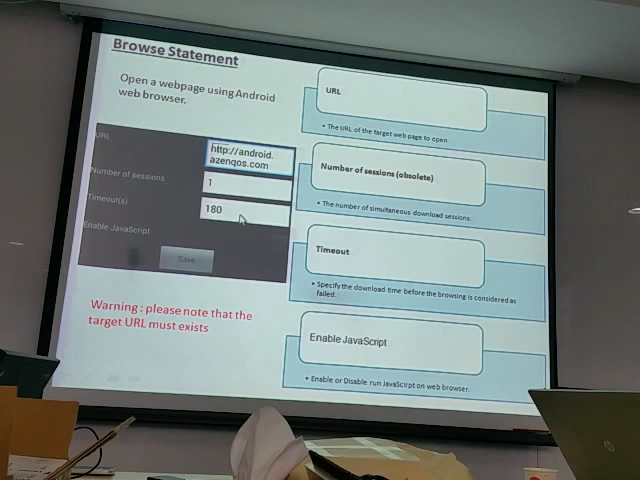 Browse Statement
Open a webpage using Android
web browser.
URL
http://android.
azenqos.com
Number of sessions
1
Timeout(s)
180
Enable JavaScript
Save
Warning : please note that the
target URL must exists
URL
• The URL of the target web page to open.
Number of sessions (obsolete)
• The number of simultaneous download sessions.
Timeout
• Specify the download time before the browsing is considered as
failed.
Enable JavaScript
• Enable or Disable run JavaScirpt on web browser.
hp